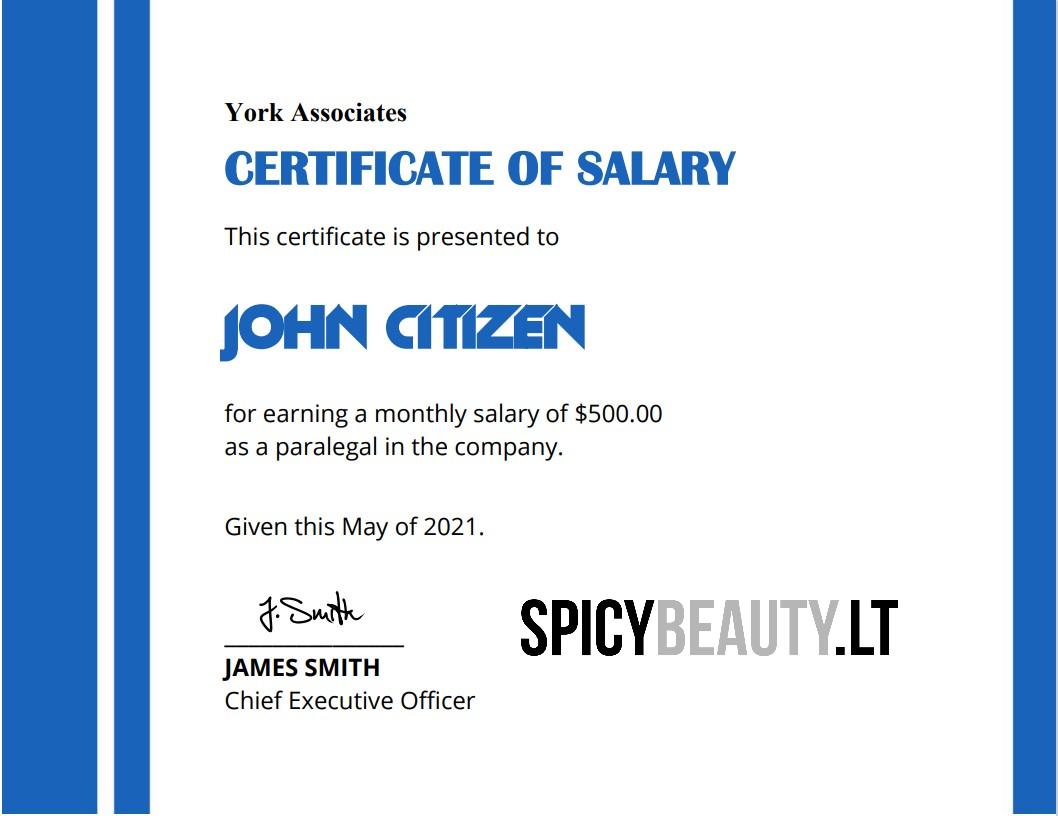 York Associates
CERTIFICATE OF SALARY
This certificate is presented to
JOHN CITIZEN
for earning a monthly salary of $500.00
as a paralegal in the company.
Given this May of 2021.
J. Smith
JAMES SMITH
Chief Executive Officer
SPICYBEAUTY.LT